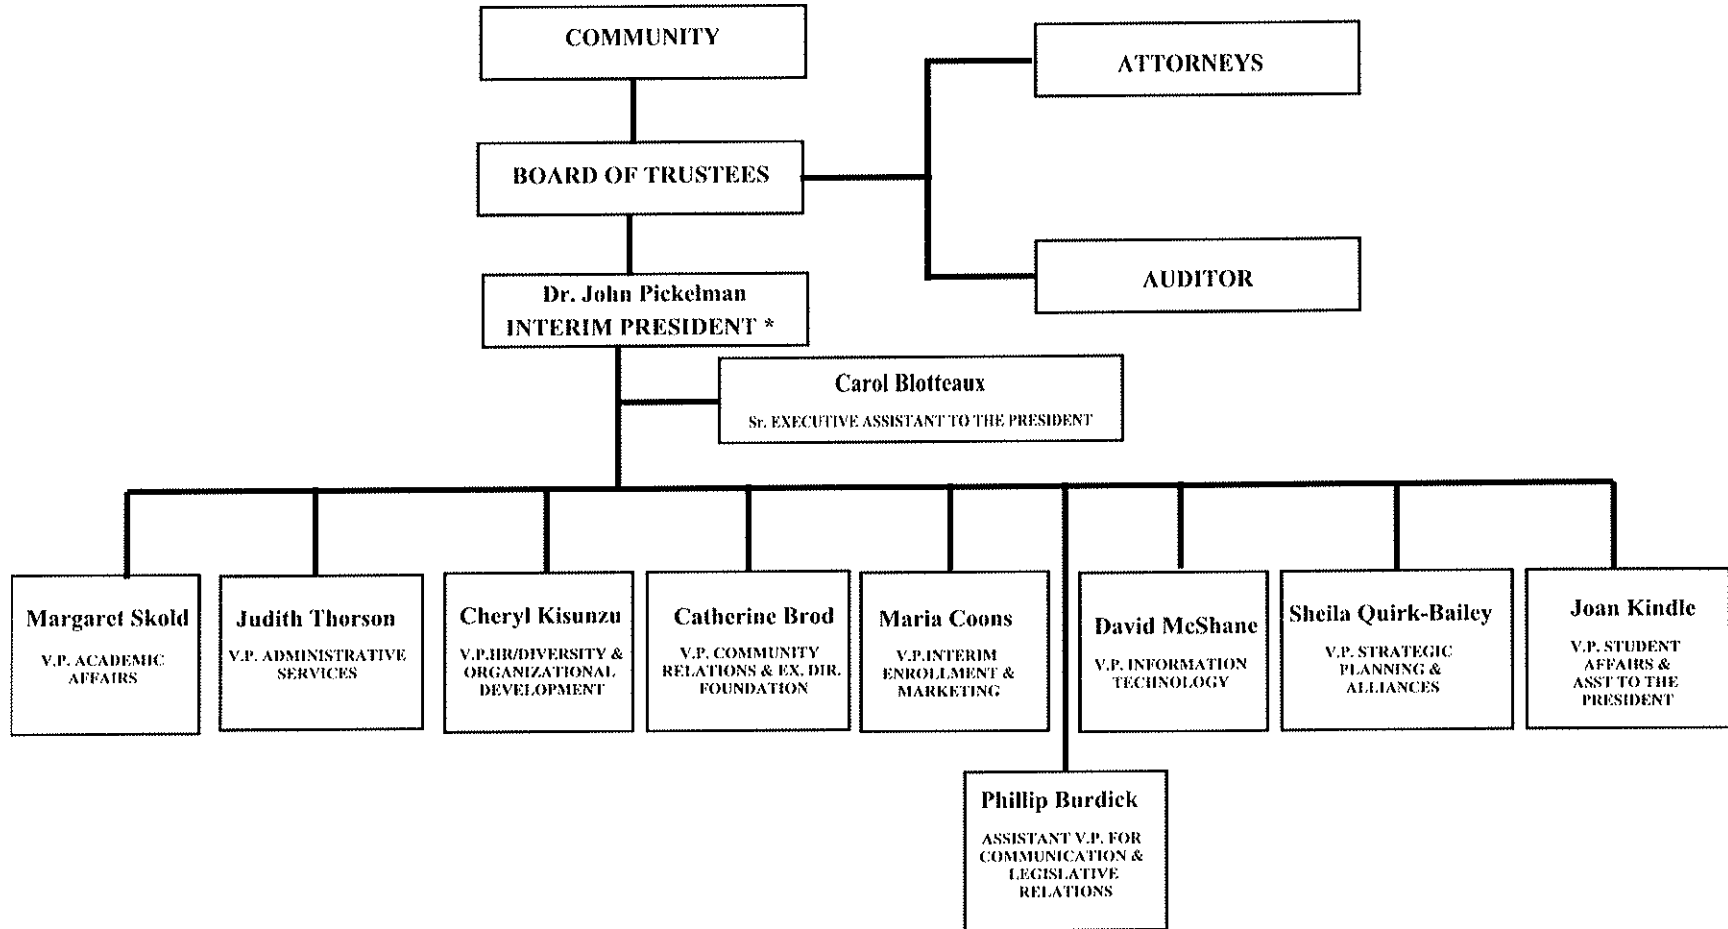 COMMUNITY
ATTORNEYS
BOARD OF TRUSTEES
AUDITOR
Dr. John Pickelman
INTERIM PRESIDENT *
Carol Blotteaux
Sr. EXECUTIVE ASSISTANT TO THE PRESIDENT
Margaret Skold
V.P. ACADEMIC
AFFAIRS
Judith Thorson
V.P. ADMINISTRATIVE
SERVICES
Cheryl Kisunzu
V.P.HR/DIVERSITY &
ORGANIZATIONAL
DEVELOPMENT
Catherine Brod
V.P. COMMUNITY
RELATIONS & EX. DIR.
FOUNDATION
Maria Coons
V.P.INTERIM
ENROLLMENT &
MARKETING
David McShane
V.P. INFORMATION
TECHNOLOGY
Sheila Quirk-Bailey
V.P. STRATEGIC
PLANNING &
ALLIANCES
Joan Kindle
V.P. STUDENT
AFFAIRS &
ASST TO THE
PRESIDENT
Phillip Burdick
ASSISTANT V.P. FOR
COMMUNICATION &
LEGISLATIVE
RELATIONS